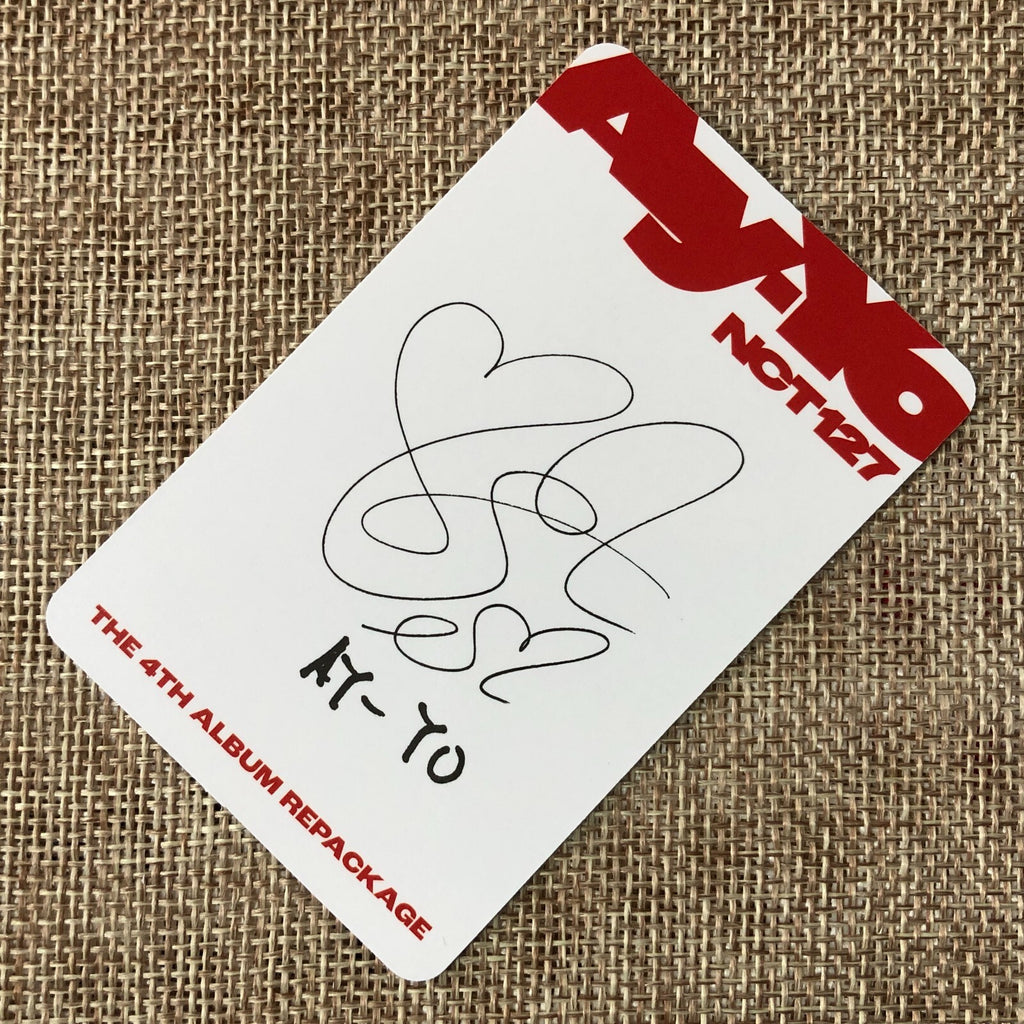 Ay-Yo
NCT 127
AY-YO
THE 4TH ALBUM REPACKAGE